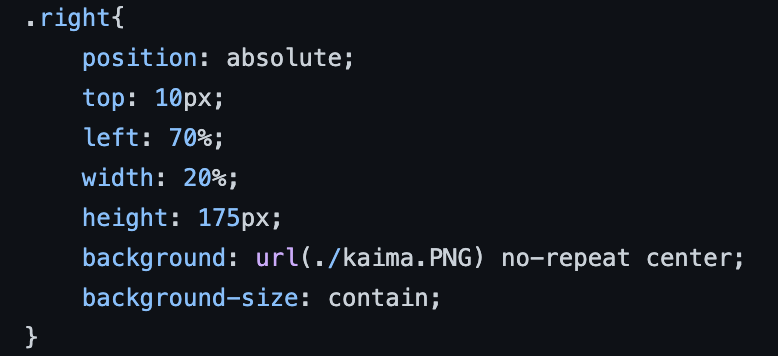 .right{
    position: absolute;
    top: 10px;
    left: 70%;
    width: 20%;
    height: 175px;
    background: url(./kaima.PNG) no-repeat center;
    background-size: contain;
}